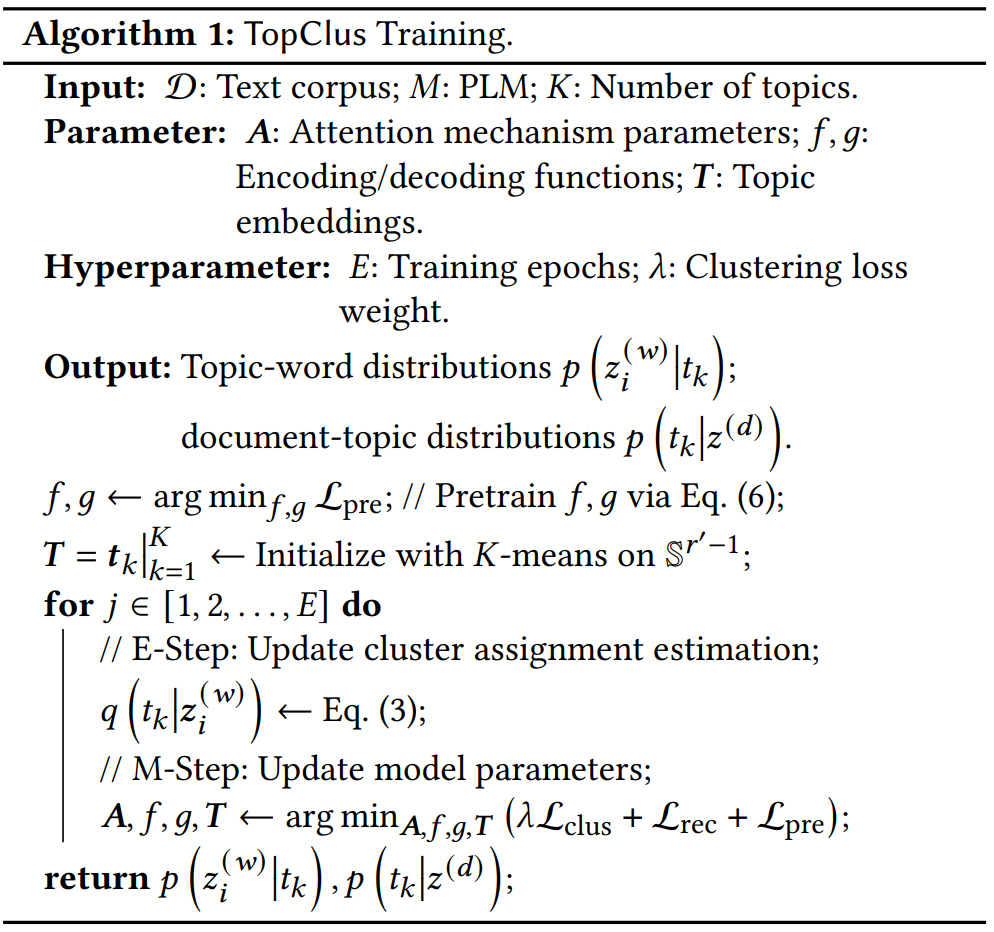 Algorithm 1: TopClus Training.
Input: 𝒟: Text corpus; M: PLM; K: Number of topics.
Parameter: A: Attention mechanism parameters; f, g:
Encoding/decoding functions; T: Topic
embeddings.
Hyperparameter: E: Training epochs; λ: Clustering loss
weight.
Output: Topic-word distributions p(z_i^(w)|t_k);
document-topic distributions p(t_k|z^(d)).
f, g ← arg min_{f,g} ℒ_pre; // Pretrain f, g via Eq. (6);
T = t_k|_{k=1}^K ← Initialize with K-means on 𝕊^{r′−1};
for j ∈ [1, 2, . . . , E] do
// E-Step: Update cluster assignment estimation;
q(t_k|z_i^(w)) ← Eq. (3);
// M-Step: Update model parameters;
A, f, g, T ← arg min_{A,f,g,T} (λℒ_clus + ℒ_rec + ℒ_pre);
return p(z_i^(w)|t_k), p(t_k|z^(d));